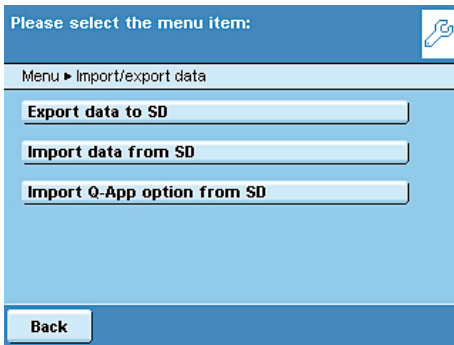 Please select the menu item:
Menu ▸ Import/export data
Export data to SD
Import data from SD
Import Q-App option from SD
Back